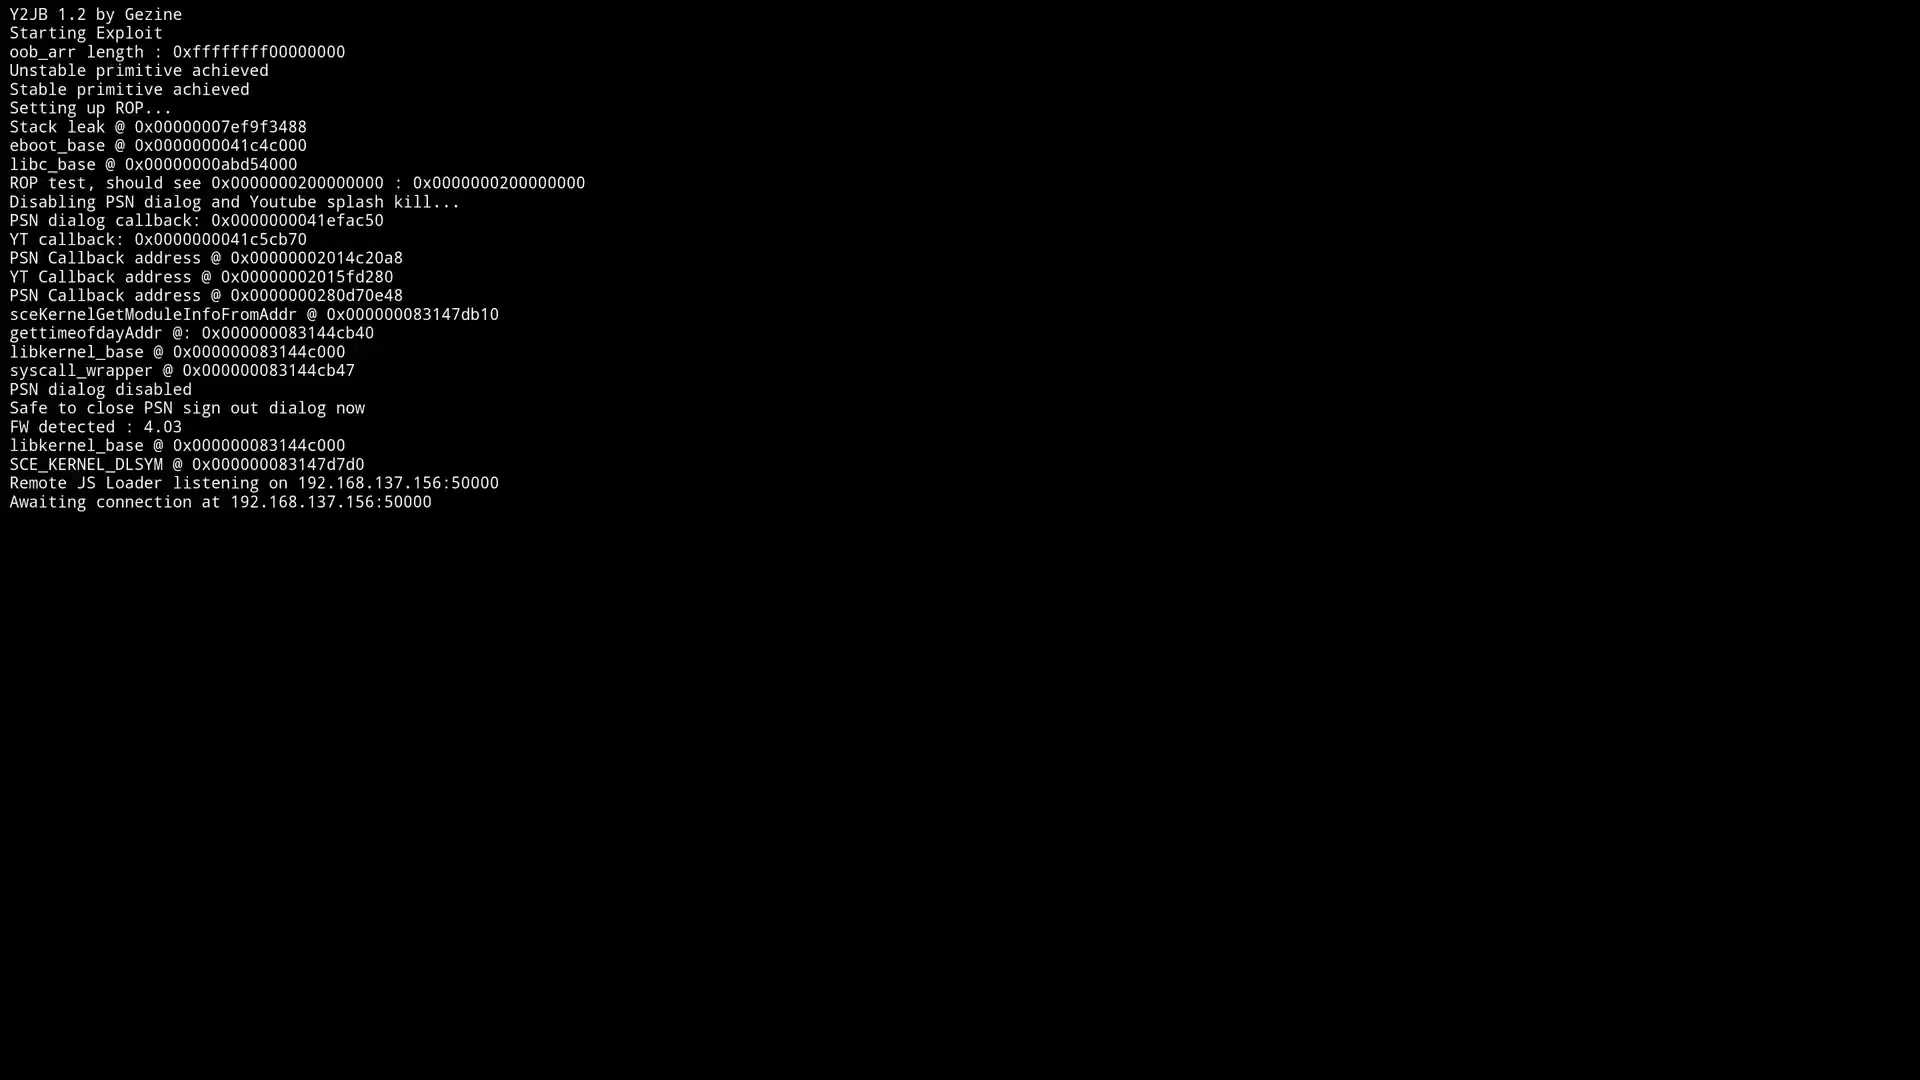 Y2JB 1.2 by Gezine
Starting Exploit
oob_arr length : 0xffffffff00000000
Unstable primitive achieved
Stable primitive achieved
Setting up ROP...
Stack leak @ 0x00000007ef9f3488
eboot_base @ 0x0000000041c4c000
libc_base @ 0x00000000abd54000
ROP test, should see 0x0000000200000000 : 0x0000000200000000
Disabling PSN dialog and Youtube splash kill...
PSN dialog callback: 0x0000000041efac50
YT callback: 0x0000000041c5cb70
PSN Callback address @ 0x00000002014c20a8
YT Callback address @ 0x00000002015fd280
PSN Callback address @ 0x0000000280d70e48
sceKernelGetModuleInfoFromAddr @ 0x000000083147db10
gettimeofdayAddr @: 0x000000083144cb40
libkernel_base @ 0x000000083144c000
syscall_wrapper @ 0x000000083144cb47
PSN dialog disabled
Safe to close PSN sign out dialog now
FW detected : 4.03
libkernel_base @ 0x000000083144c000
SCE_KERNEL_DLSYM @ 0x000000083147d7d0
Remote JS Loader listening on 192.168.137.156:50000
Awaiting connection at 192.168.137.156:50000